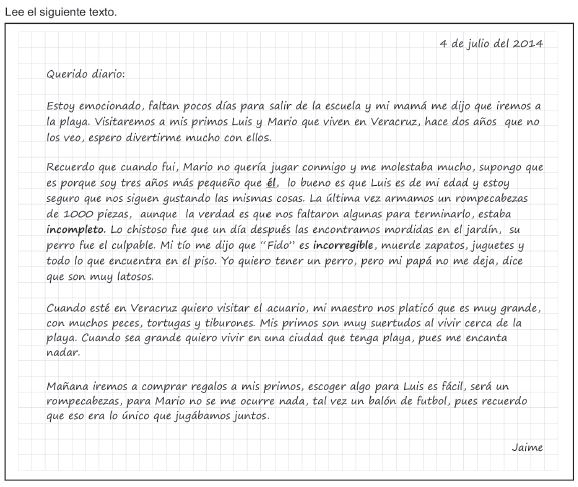 Lee el siguiente texto.
4 de julio del 2014
Querido diario:
Estoy emocionado, faltan pocos días para salir de la escuela y mi mamá me dijo que iremos a
la playa. Visitaremos a mis primos Luis y Mario que viven en Veracruz, hace dos años que no
los veo, espero divertirme mucho con ellos.
Recuerdo que cuando fui, Mario no quería jugar conmigo y me molestaba mucho, supongo que
es porque soy tres años más pequeño que él, lo bueno es que Luis es de mi edad y estoy
seguro que nos siguen gustando las mismas cosas. La última vez armamos un rompecabezas
de 1000 piezas, aunque la verdad es que nos faltaron algunas para terminarlo, estaba
incompleto. Lo chistoso fue que un día después las encontramos mordidas en el jardín, su
perro fue el culpable. Mi tío me dijo que "Fido" es incorregible, muerde zapatos, juguetes y
todo lo que encuentra en el piso. Yo quiero tener un perro, pero mi papá no me deja, dice
que son muy latosos.
Cuando esté en Veracruz quiero visitar el acuario, mi maestro nos platicó que es muy grande,
con muchos peces, tortugas y tiburones. Mis primos son muy suertudos al vivir cerca de la
playa. Cuando sea grande quiero vivir en una ciudad que tenga playa, pues me encanta
nadar.
Mañana iremos a comprar regalos a mis primos, escoger algo para Luis es fácil, será un
rompecabezas, para Mario no se me ocurre nada, tal vez un balón de futbol, pues recuerdo
que eso era lo único que jugábamos juntos.
Jaime